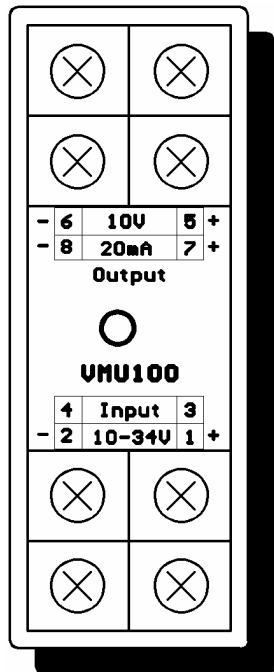 - 6 10V 5 +
- 8 20mA 7 +
Output
VMU100
4 Input 3
- 2 10-34V 1 +